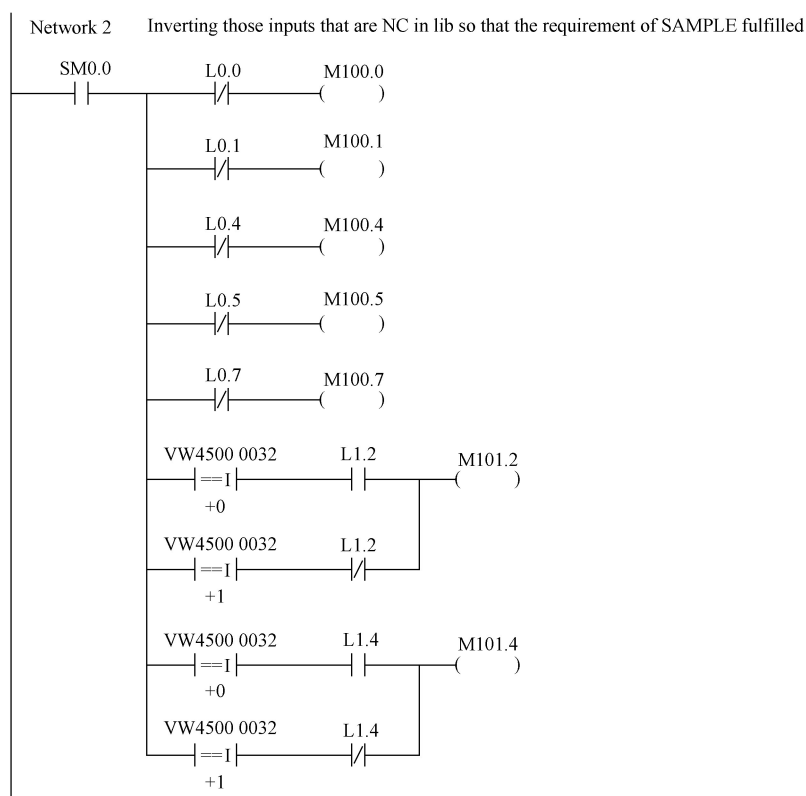 Network 2 Inverting those inputs that are NC in lib so that the requirement of SAMPLE fulfilled
SM0.0 L0.0 M100.0
L0.1 M100.1
L0.4 M100.4
L0.5 M100.5
L0.7 M100.7
VW4500 0032 L1.2 M101.2
==I
+0
VW4500 0032 L1.2
==I
+1
VW4500 0032 L1.4 M101.4
==I
+0
VW4500 0032 L1.4
==I
+1